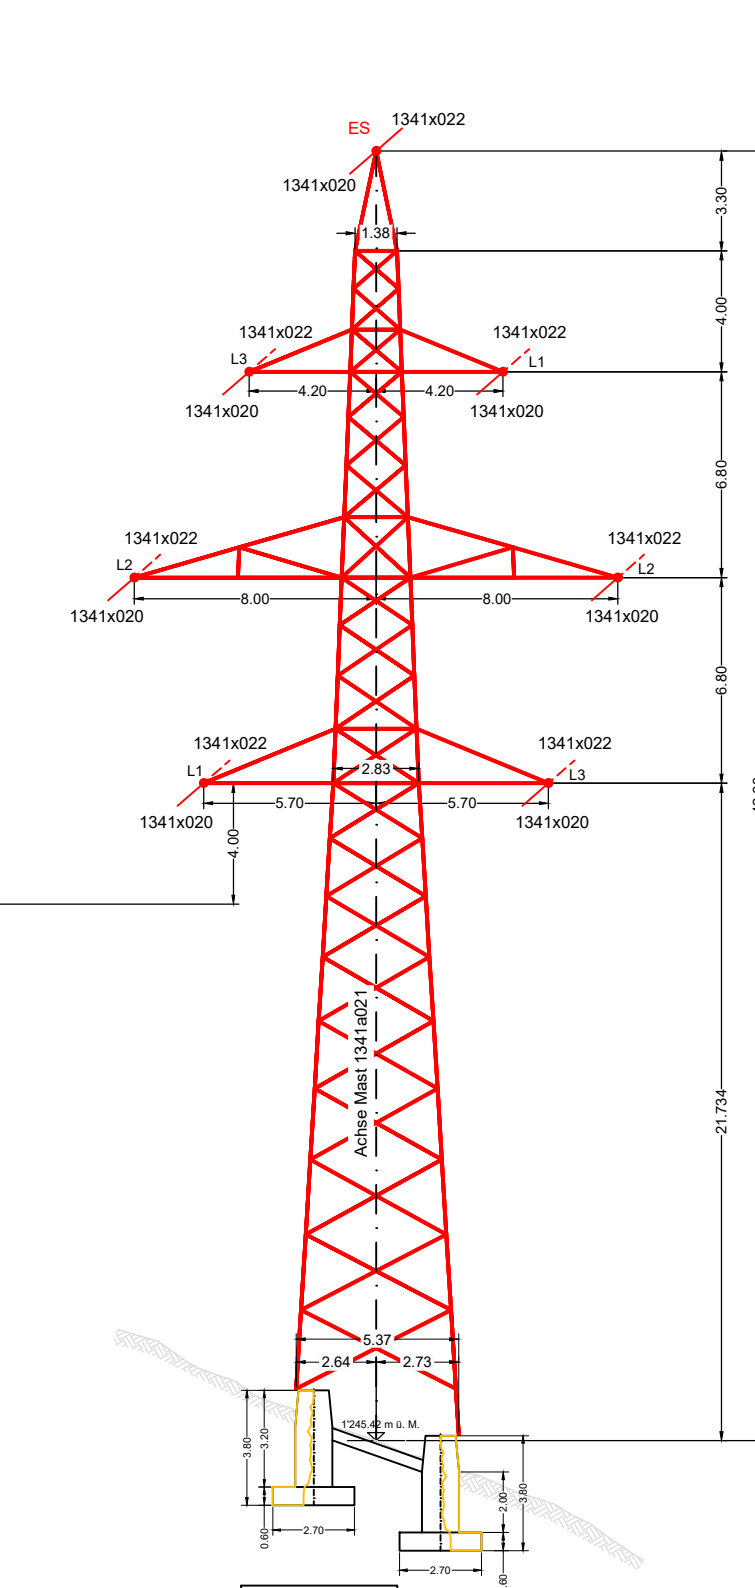 1341x022
ES
1341x020
3.30
1.38
4.00
1341x022
1341x022
L3
L1
4.20
4.20
1341x020
1341x020
6.80
1341x022
1341x022
L2
L2
8.00
8.00
1341x020
1341x020
6.80
1341x022
1341x022
2.83
L1
L3
5.70
5.70
1341x020
1341x020
4.00
Achse Mast 1341a021
21.734
5.37
2.64
2.73
1'245.42 m ü. M.
3.80
3.20
0.60
2.70
2.00
3.80
2.70